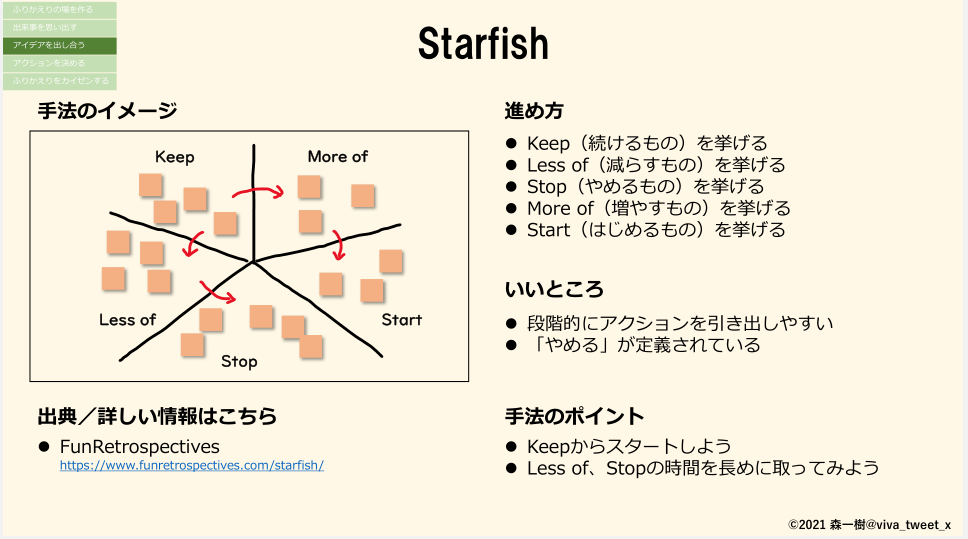 ふりかえりの場を作る
出来事を思い出す
アイデアを出し合う
アクションを決める
ふりかえりをカイゼンする
Starfish
手法のイメージ
Keep
More of
Less of
Start
Stop
進め方
● Keep（続けるもの）を挙げる
● Less of（減らすもの）を挙げる
● Stop（やめるもの）を挙げる
● More of（増やすもの）を挙げる
● Start（はじめるもの）を挙げる
いいところ
● 段階的にアクションを引き出しやすい
● 「やめる」が定義されている
出典／詳しい情報はこちら
● FunRetrospectives
https://www.funretrospectives.com/starfish/
手法のポイント
● Keepからスタートしよう
● Less of、Stopの時間を長めに取ってみよう
©2021 森一樹@viva_tweet_x